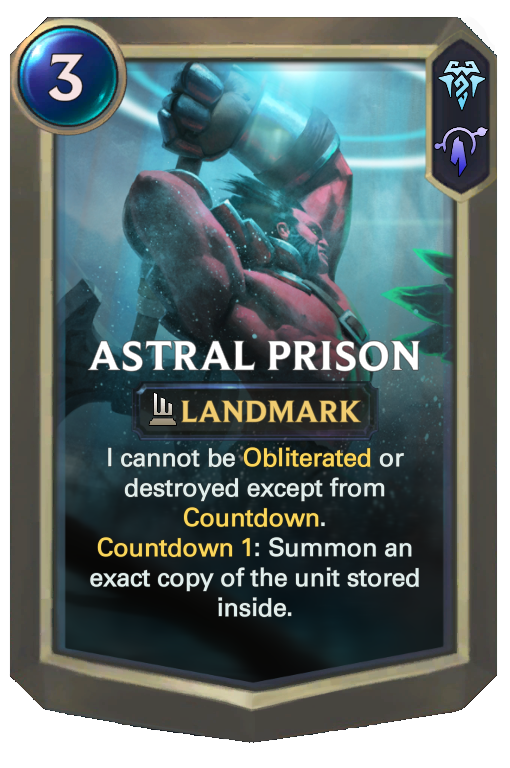 3
ASTRAL PRISON
LANDMARK
I cannot be Obliterated or
destroyed except from
Countdown.
Countdown 1: Summon an
exact copy of the unit stored
inside.